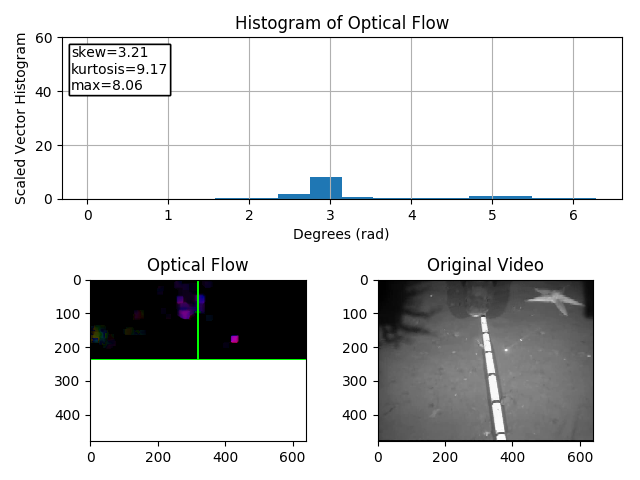 Histogram of Optical Flow
Scaled Vector Histogram
60
40
20
0
skew=3.21
kurtosis=9.17
max=8.06
0 1 2 3 4 5 6
Degrees (rad)
Optical Flow
0
100
200
300
400
0 200 400 600
Original Video
0
100
200
300
400
0 200 400 600